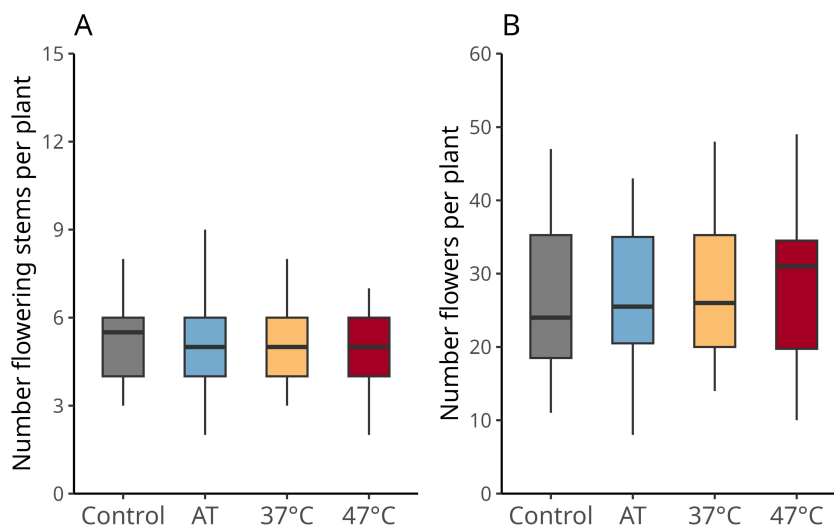 A
Number flowering stems per plant
15
12
9
6
3
0
Control AT 37°C 47°C
B
Number flowers per plant
60
50
40
30
20
10
0
Control AT 37°C 47°C